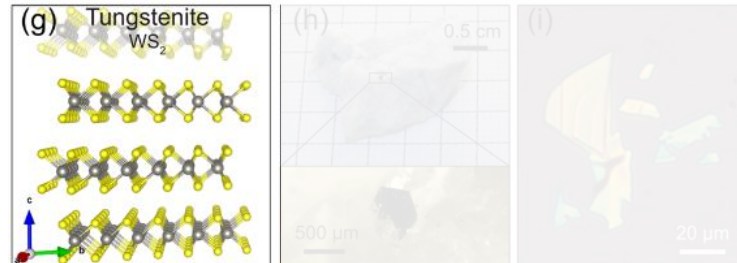 (g) Tungstenite
WS₂
c
b
(h)
0.5 cm
500 µm
(i)
20 µm